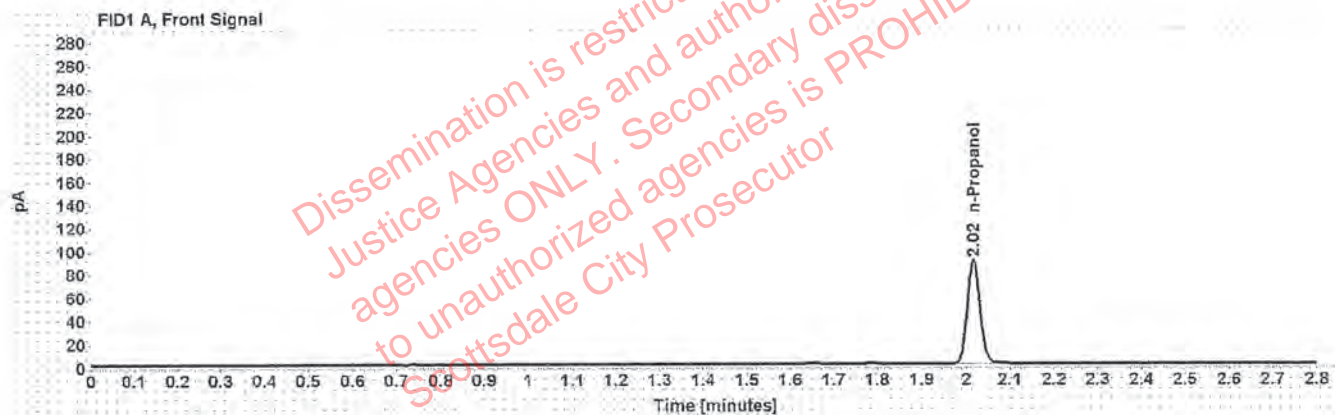 FID1 A, Front Signal
280
260
240
220
200
180
160
140
120
100
80
60
40
20
0
pA
2.02 n-Propanol
0 0.1 0.2 0.3 0.4 0.5 0.6 0.7 0.8 0.9 1 1.1 1.2 1.3 1.4 1.5 1.6 1.7 1.8 1.9 2 2.1 2.2 2.3 2.4 2.5 2.6 2.7 2.8
Time [minutes]
Dissemination is
Justice Agencies and
agencies ONLY. Secondary
to unauthorized agencies is
Scottsdale City Prosecutor